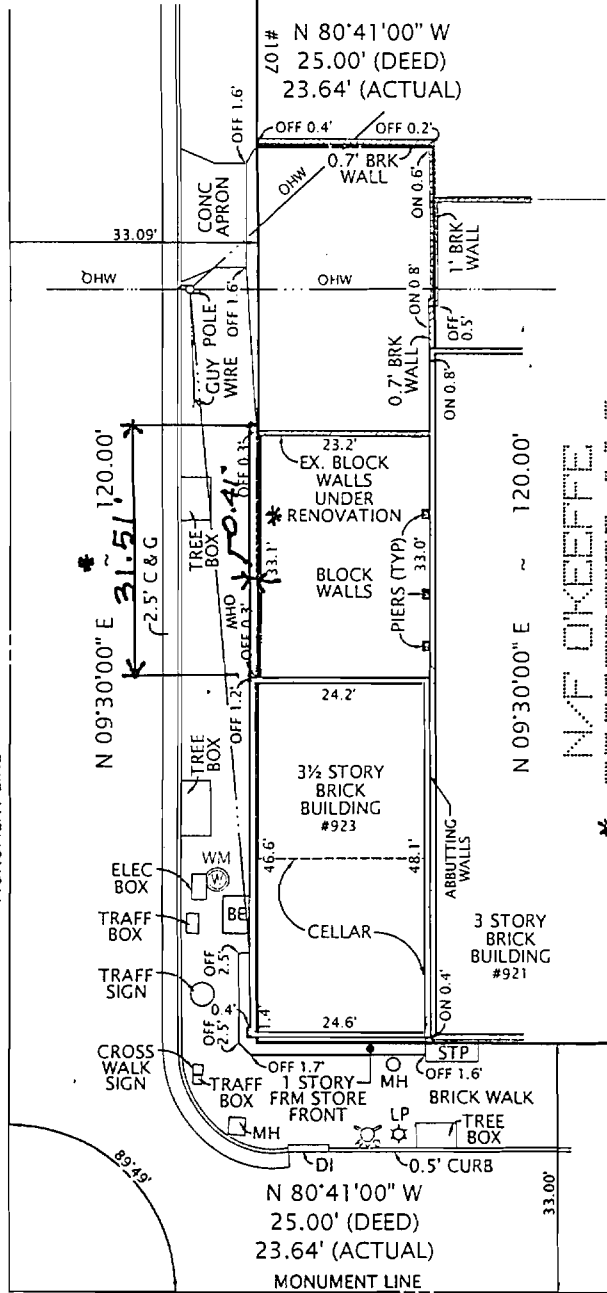 #107
N 80°41'00" W
25.00' (DEED)
23.64' (ACTUAL)
OFF 1.6'
OFF 0.4'
OFF 0.2'
0.7' BRK
WALL
ON 0.6'
CONC
APRON
OHW
33.09'
1' BRK
WALL
OHW
OHW
ON 0.8'
OFF
0.5'
POLE
OFF 1.6'
GUY
WIRE
0.7' BRK
WALL
ON 0.8'
N 09°30'00" E ~ 120.00'
* 31.51'
2.5' C & G
OFF 0.3'
23.2'
EX. BLOCK
WALLS
UNDER
RENOVATION
TREE
BOX
0.41'
*
33.1'
BLOCK
WALLS
PIERS (TYP)
33.0'
OHW
OFF 0.3'
OFF 1.2'
N 09°30'00" E ~ 120.00'
N/F O'KEEFFE
*
24.2'
TREE
BOX
3½ STORY
BRICK
BUILDING
#923
46.6'
48.1'
ABBUTTING
WALLS
WM
W
ELEC
BOX
BE
TRAFF
BOX
CELLAR
3 STORY
BRICK
BUILDING
#921
OFF
2.5'
TRAFF
SIGN
0.4'
1.4'
24.6'
ON 0.4'
OFF
2.5'
CROSS
WALK
SIGN
TRAFF
BOX
OFF 1.7'
1 STORY
FRM STORE
FRONT
MH
STP
OFF 1.6'
BRICK WALK
LP
TREE
BOX
MH
DI
0.5' CURB
89°49'
33.00'
N 80°41'00" W
25.00' (DEED)
23.64' (ACTUAL)
MONUMENT LINE